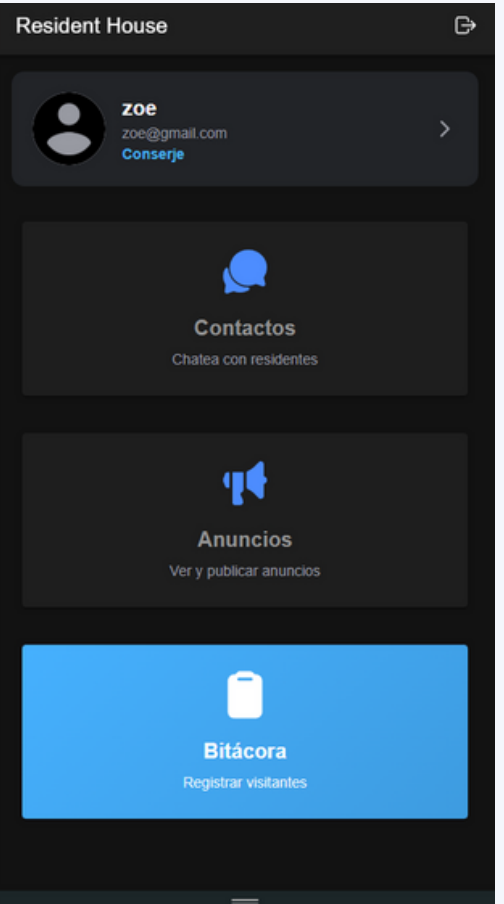 Resident House
zoe
zoe@gmail.com
Conserje
Contactos
Chatea con residentes
Anuncios
Ver y publicar anuncios
Bitácora
Registrar visitantes